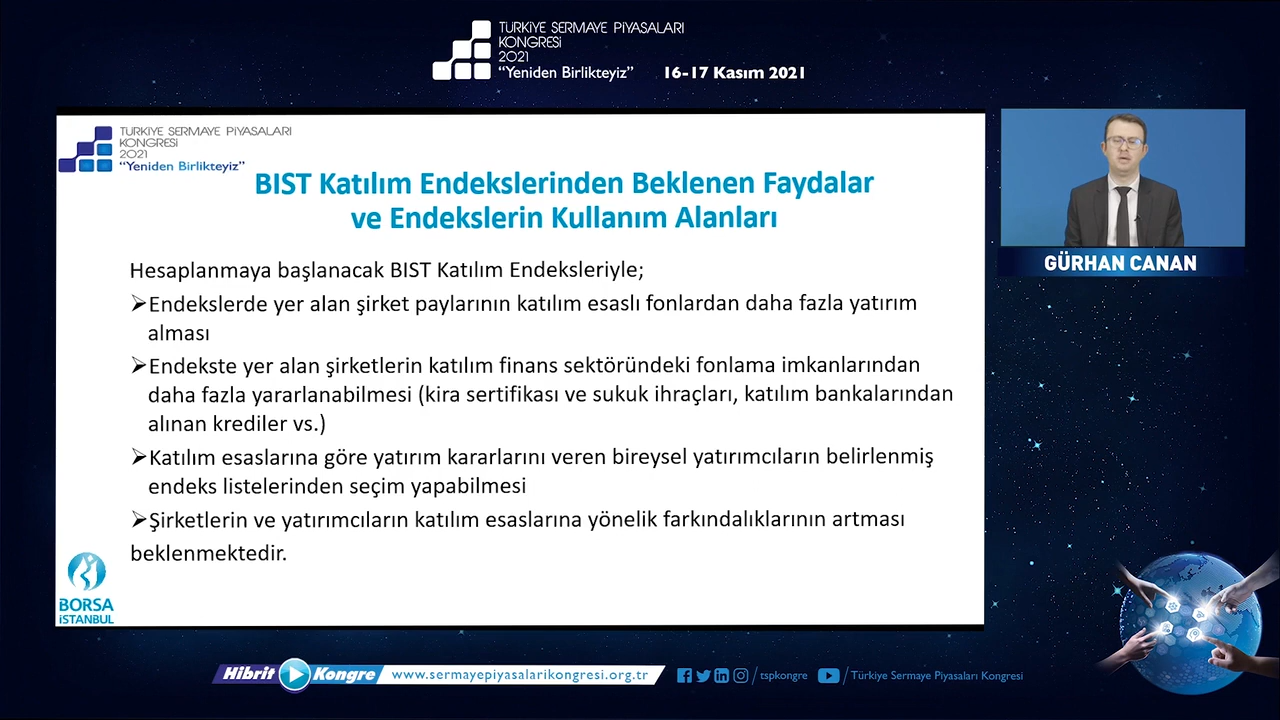 TÜRKİYE SERMAYE PİYASALARI
KONGRESİ
2021
“Yeniden Birlikteyiz” 16-17 Kasım 2021
TÜRKİYE SERMAYE PİYASALARI
KONGRESİ
2021
“Yeniden Birlikteyiz”
BIST Katılım Endekslerinden Beklenen Faydalar
ve Endekslerin Kullanım Alanları
Hesaplanmaya başlanacak BIST Katılım Endeksleriyle;
➢Endekslerde yer alan şirket paylarının katılım esaslı fonlardan daha fazla yatırım
alması
➢Endekste yer alan şirketlerin katılım finans sektöründeki fonlama imkanlarından
daha fazla yararlanabilmesi (kira sertifikası ve sukuk ihraçları, katılım bankalarından
alınan krediler vs.)
➢Katılım esaslarına göre yatırım kararlarını veren bireysel yatırımcıların belirlenmiş
endeks listelerinden seçim yapabilmesi
➢Şirketlerin ve yatırımcıların katılım esaslarına yönelik farkındalıklarının artması
beklenmektedir.
BORSA
İSTANBUL
GÜRHAN CANAN
Hibrit Kongre www.sermayepiyasalarikongresi.org.tr /tspkongre /Türkiye Sermaye Piyasaları Kongresi